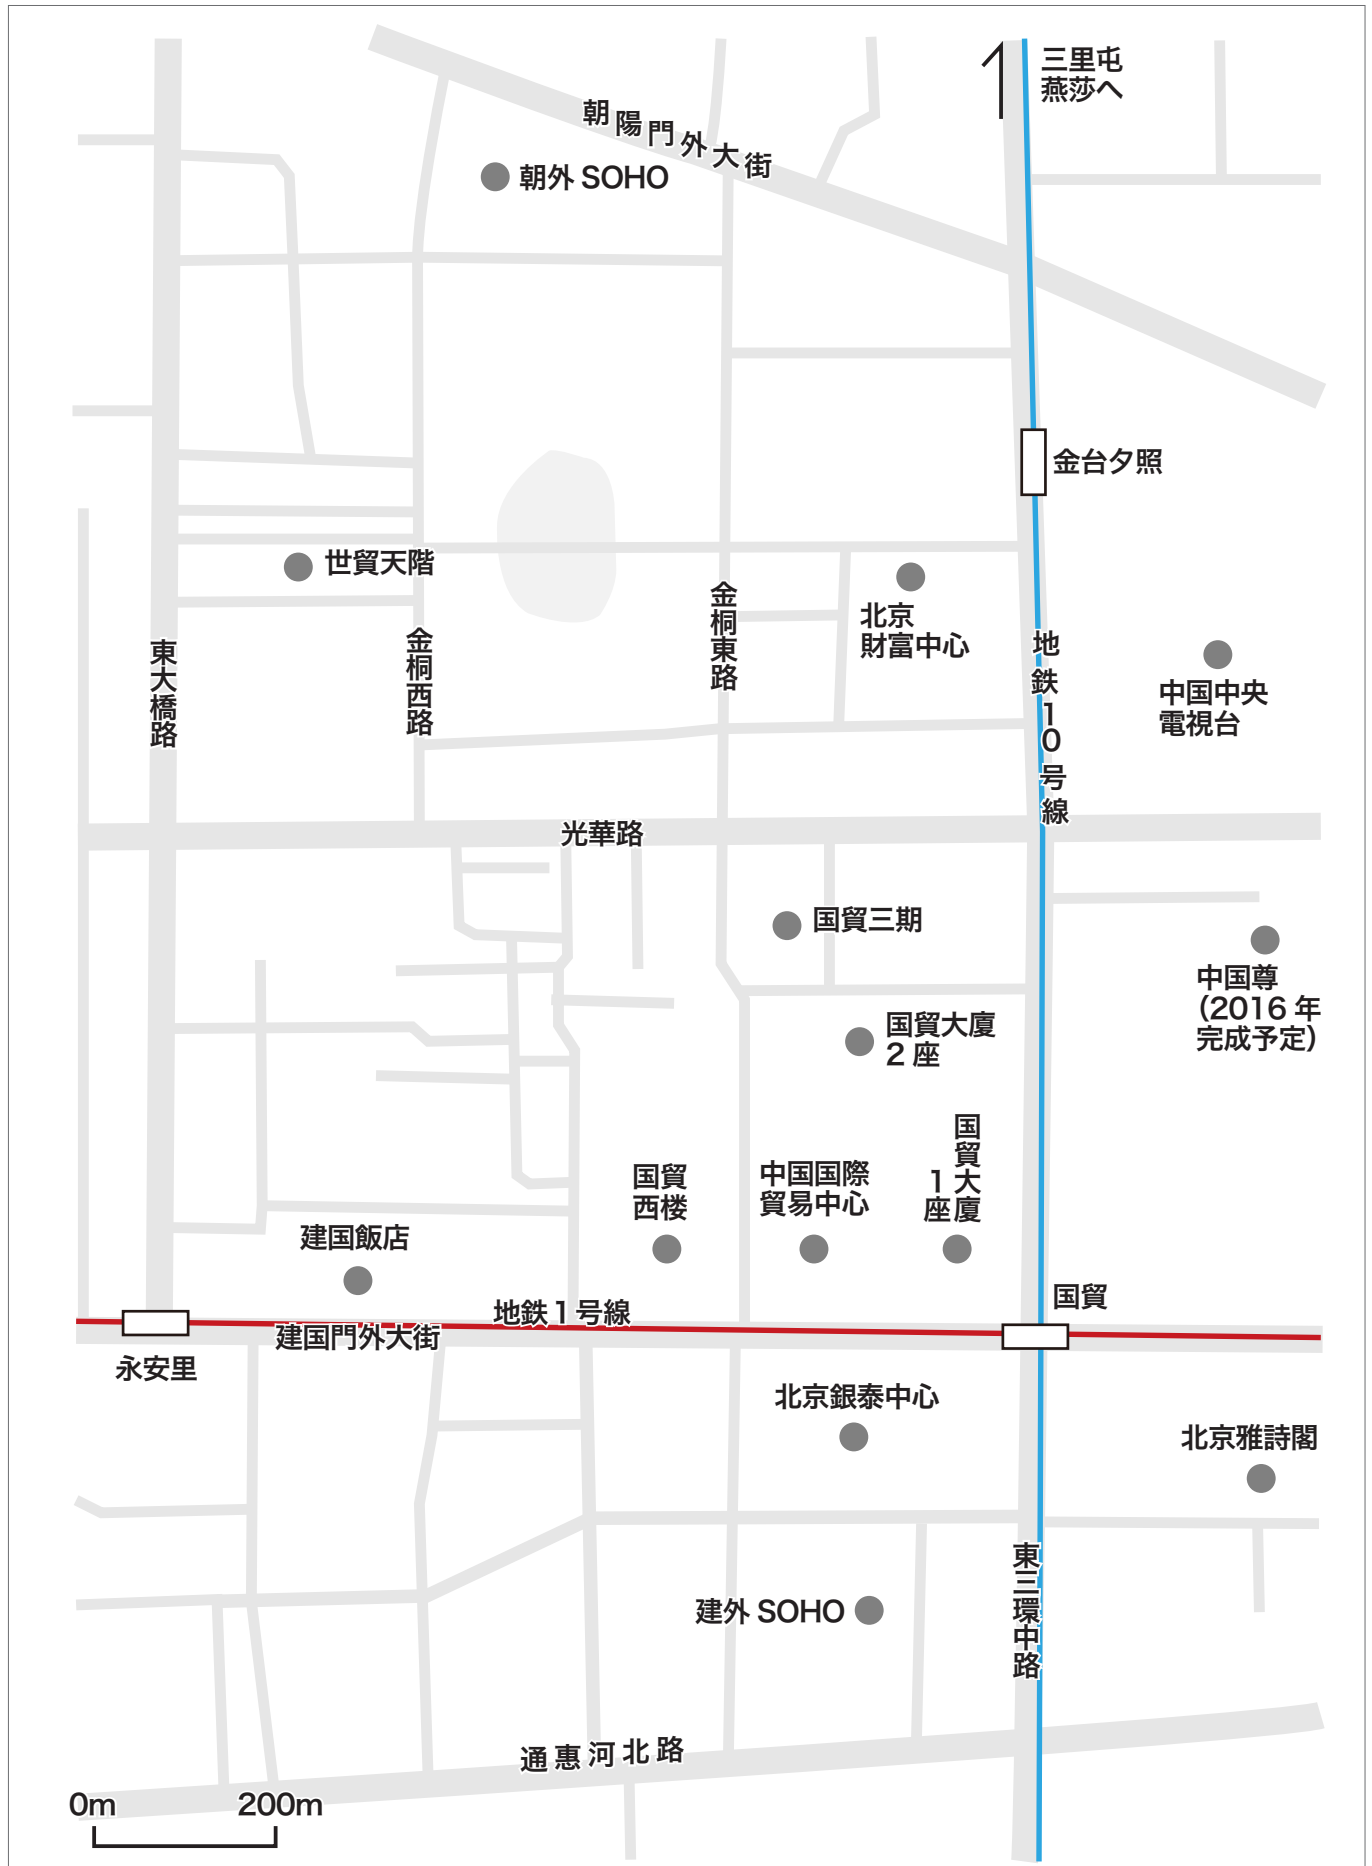 三里屯
燕莎へ
朝陽門外大街
朝外 SOHO
金台夕照
世貿天階
北京
財富中心
金桐東路
金桐西路
東大橋路
地鉄10号線
中国中央
電視台
光華路
国貿三期
中国尊
（2016 年
完成予定）
国貿大廈
2 座
国貿大廈
1座
国貿
西楼
中国国際
貿易中心
建国飯店
国貿
地鉄1号線
建国門外大街
永安里
北京銀泰中心
北京雅詩閣
東三環中路
建外 SOHO
通惠河北路
0m
200m